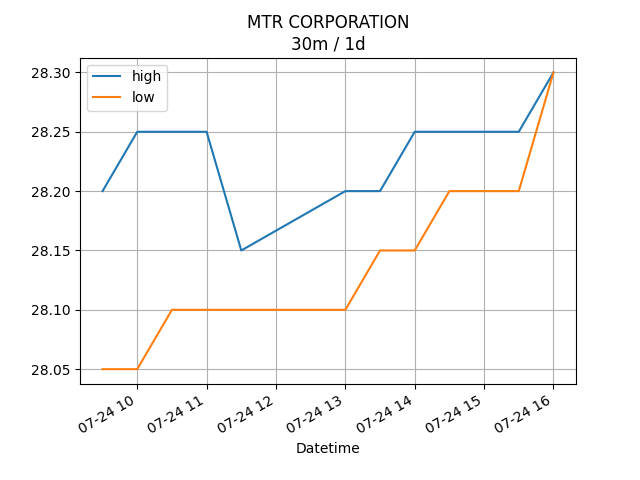 MTR CORPORATION
30m / 1d
high
low
28.30
28.25
28.20
28.15
28.10
28.05
07-24 10
07-24 11
07-24 12
07-24 13
07-24 14
07-24 15
07-24 16
Datetime